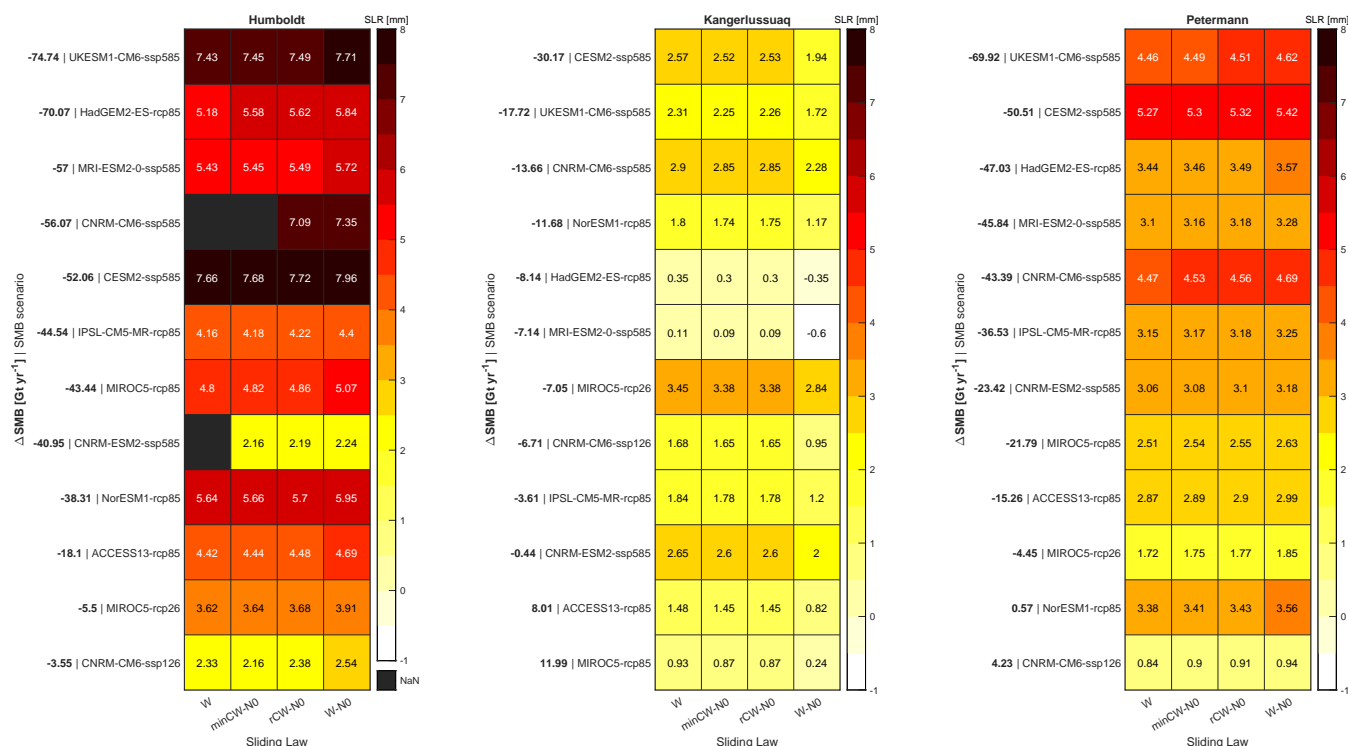 Humboldt
SLR [mm]
△ SMB [Gt yr⁻¹] | SMB scenario
-74.74 | UKESM1-CM6-ssp585 7.43 7.45 7.49 7.71
-70.07 | HadGEM2-ES-rcp85 5.18 5.58 5.62 5.84
-57 | MRI-ESM2-0-ssp585 5.43 5.45 5.49 5.72
-56.07 | CNRM-CM6-ssp585 7.09 7.35
-52.06 | CESM2-ssp585 7.66 7.68 7.72 7.96
-44.54 | IPSL-CM5-MR-rcp85 4.16 4.18 4.22 4.4
-43.44 | MIROC5-rcp85 4.8 4.82 4.86 5.07
-40.95 | CNRM-ESM2-ssp585 2.16 2.19 2.24
-38.31 | NorESM1-rcp85 5.64 5.66 5.7 5.95
-18.1 | ACCESS13-rcp85 4.42 4.44 4.48 4.69
-5.5 | MIROC5-rcp26 3.62 3.64 3.68 3.91
-3.55 | CNRM-CM6-ssp126 2.33 2.16 2.38 2.54
W minCW-N0 rCW-N0 W-N0
Sliding Law
8
7
6
5
4
3
2
1
0
-1
NaN
Kangerlussuaq
SLR [mm]
△ SMB [Gt yr⁻¹] | SMB scenario
-30.17 | CESM2-ssp585 2.57 2.52 2.53 1.94
-17.72 | UKESM1-CM6-ssp585 2.31 2.25 2.26 1.72
-13.66 | CNRM-CM6-ssp585 2.9 2.85 2.85 2.28
-11.68 | NorESM1-rcp85 1.8 1.74 1.75 1.17
-8.14 | HadGEM2-ES-rcp85 0.35 0.3 0.3 -0.35
-7.14 | MRI-ESM2-0-ssp585 0.11 0.09 0.09 -0.6
-7.05 | MIROC5-rcp26 3.45 3.38 3.38 2.84
-6.71 | CNRM-CM6-ssp126 1.68 1.65 1.65 0.95
-3.61 | IPSL-CM5-MR-rcp85 1.84 1.78 1.78 1.2
-0.44 | CNRM-ESM2-ssp585 2.65 2.6 2.6 2
8.01 | ACCESS13-rcp85 1.48 1.45 1.45 0.82
11.99 | MIROC5-rcp85 0.93 0.87 0.87 0.24
W minCW-N0 rCW-N0 W-N0
Sliding Law
8
7
6
5
4
3
2
1
0
-1
Petermann
SLR [mm]
△ SMB [Gt yr⁻¹] | SMB scenario
-69.92 | UKESM1-CM6-ssp585 4.46 4.49 4.51 4.62
-50.51 | CESM2-ssp585 5.27 5.3 5.32 5.42
-47.03 | HadGEM2-ES-rcp85 3.44 3.46 3.49 3.57
-45.84 | MRI-ESM2-0-ssp585 3.1 3.16 3.18 3.28
-43.39 | CNRM-CM6-ssp585 4.47 4.53 4.56 4.69
-36.53 | IPSL-CM5-MR-rcp85 3.15 3.17 3.18 3.25
-23.42 | CNRM-ESM2-ssp585 3.06 3.08 3.1 3.18
-21.79 | MIROC5-rcp85 2.51 2.54 2.55 2.63
-15.26 | ACCESS13-rcp85 2.87 2.89 2.9 2.99
-4.45 | MIROC5-rcp26 1.72 1.75 1.77 1.85
0.57 | NorESM1-rcp85 3.38 3.41 3.43 3.56
4.23 | CNRM-CM6-ssp126 0.84 0.9 0.91 0.94
W minCW-N0 rCW-N0 W-N0
Sliding Law
8
7
6
5
4
3
2
1
0
-1